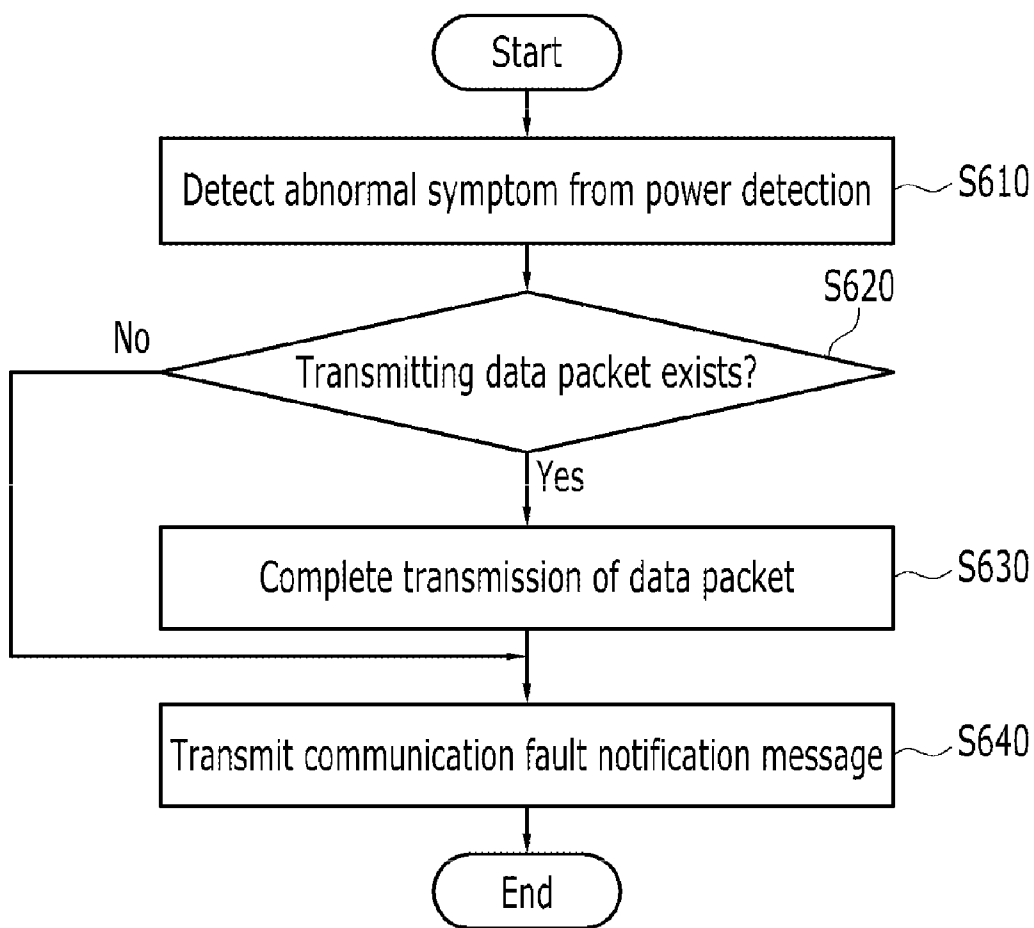 Start
Detect abnormal symptom from power detection
S610
S620
No
Transmitting data packet exists?
Yes
Complete transmission of data packet
S630
Transmit communication fault notification message
S640
End